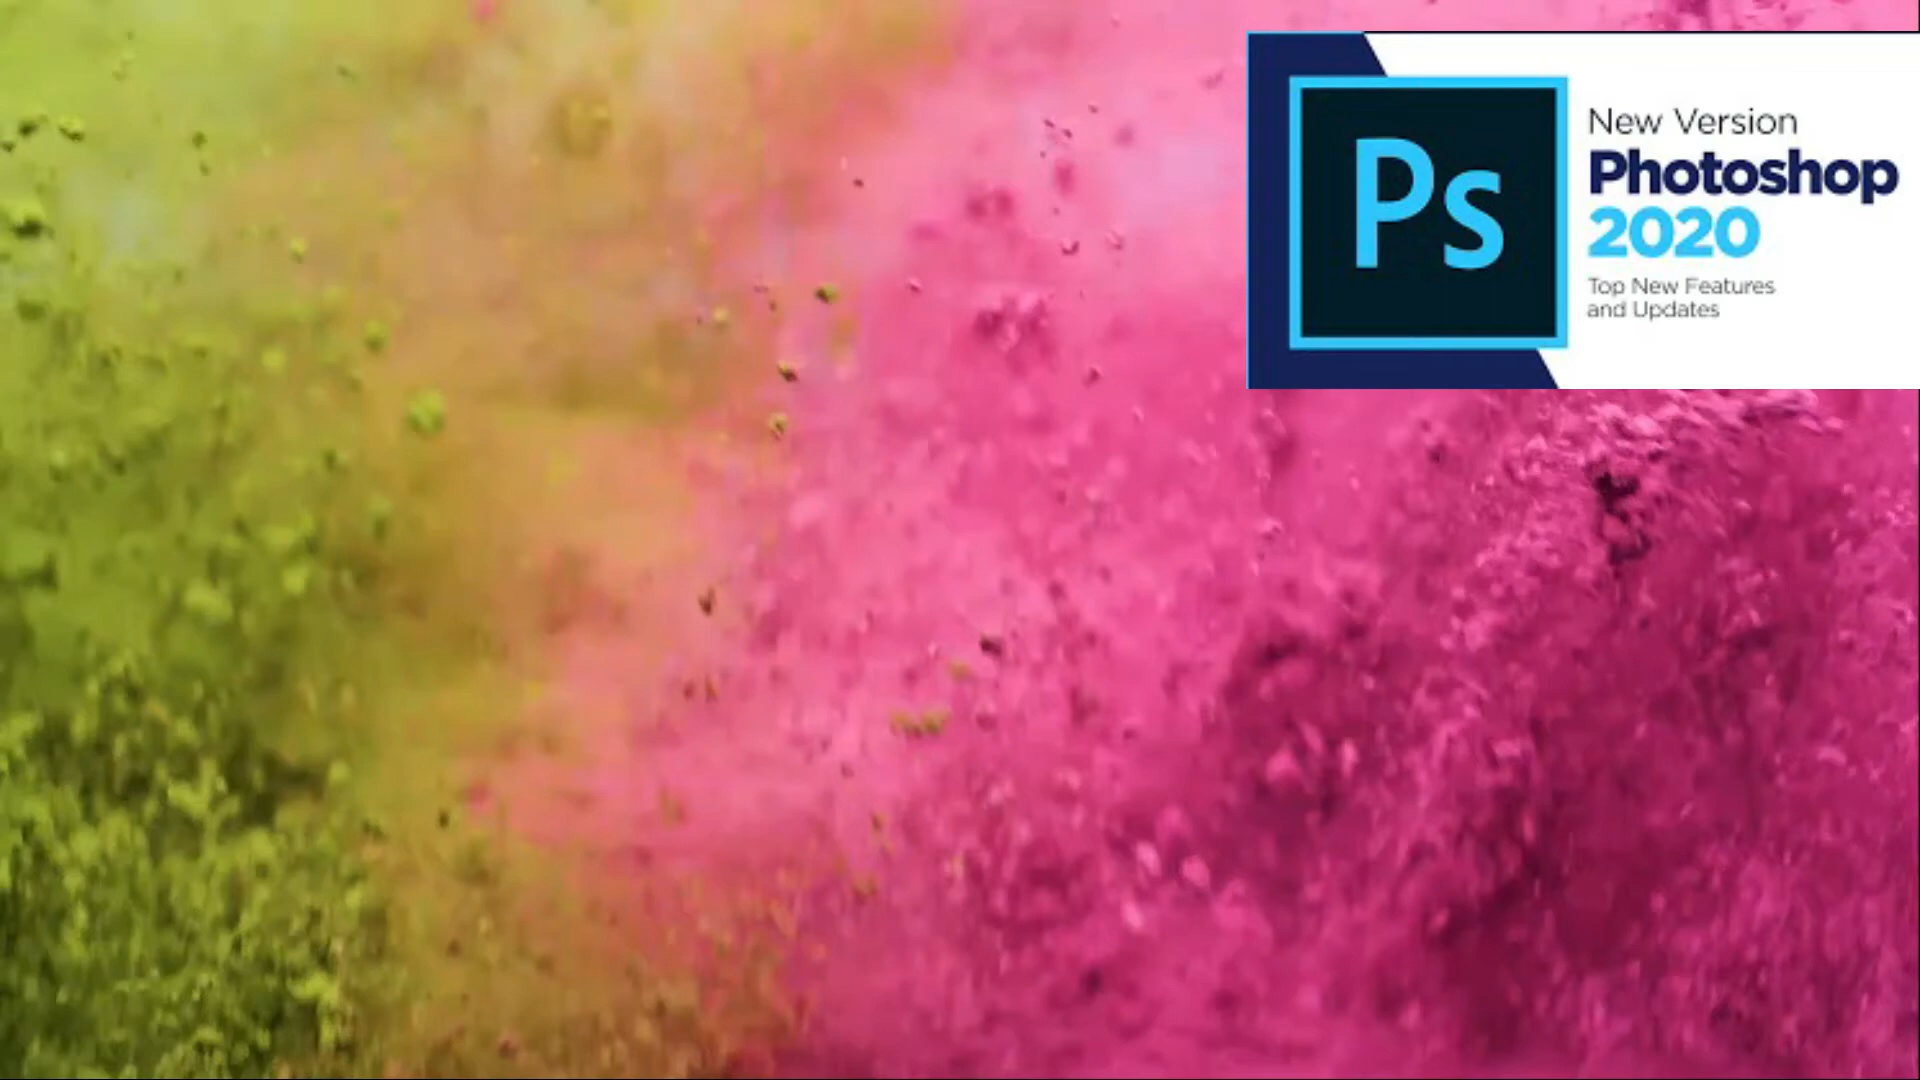 Ps
New Version
Photoshop
2020
Top New Features
and Updates